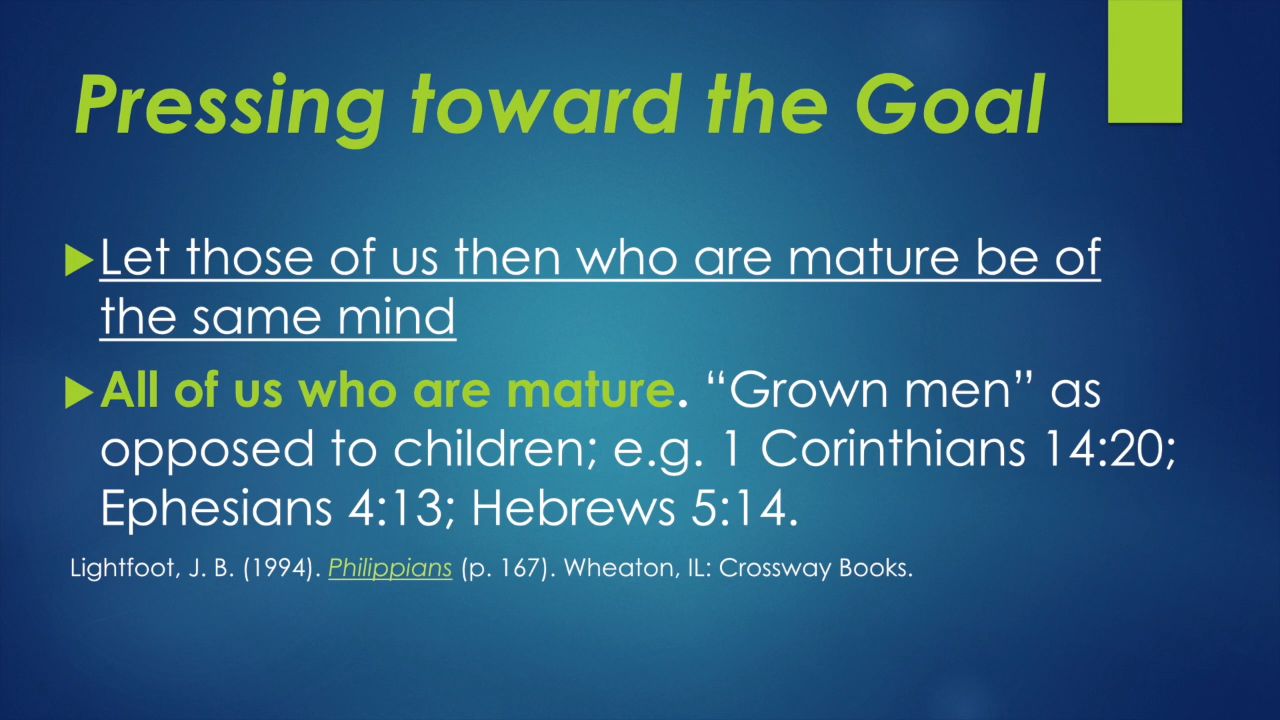 Pressing toward the Goal
Let those of us then who are mature be of
the same mind
All of us who are mature. “Grown men” as
opposed to children; e.g. 1 Corinthians 14:20;
Ephesians 4:13; Hebrews 5:14.
Lightfoot, J. B. (1994). Philippians (p. 167). Wheaton, IL: Crossway Books.